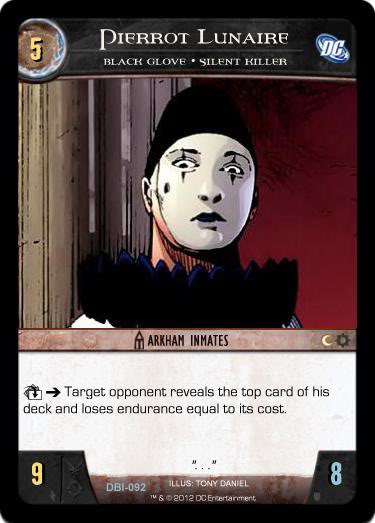 5
PIERROT LUNAIRE
BLACK GLOVE • SILENT KILLER
DC
ARKHAM INMATES
➔ Target opponent reveals the top card of his
deck and loses endurance equal to its cost.
"..."
9
DBI-092
ILLUS: TONY DANIEL
™ & © 2012 DC Entertainment
8